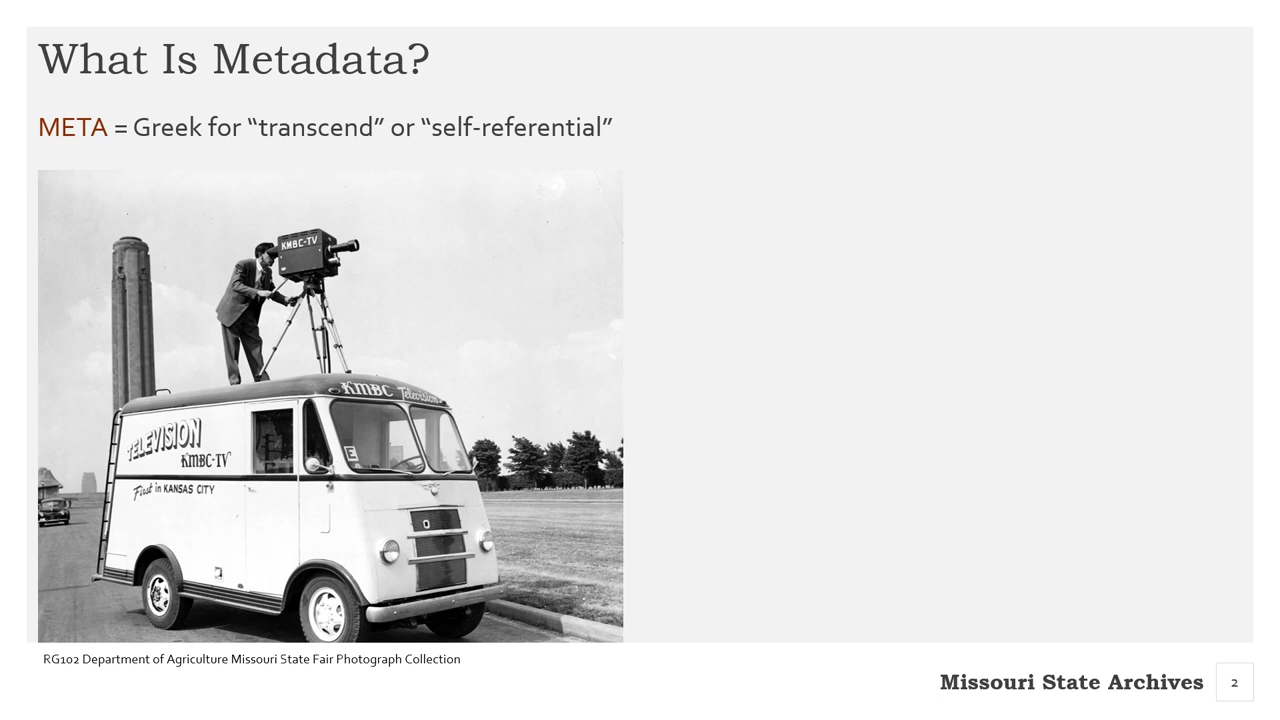 What Is Metadata?
META = Greek for “transcend” or “self-referential”
KMBC-TV
KMBC Television
TELEVISION
KMBC-TV
First in KANSAS CITY
E
RG102 Department of Agriculture Missouri State Fair Photograph Collection
Missouri State Archives
2